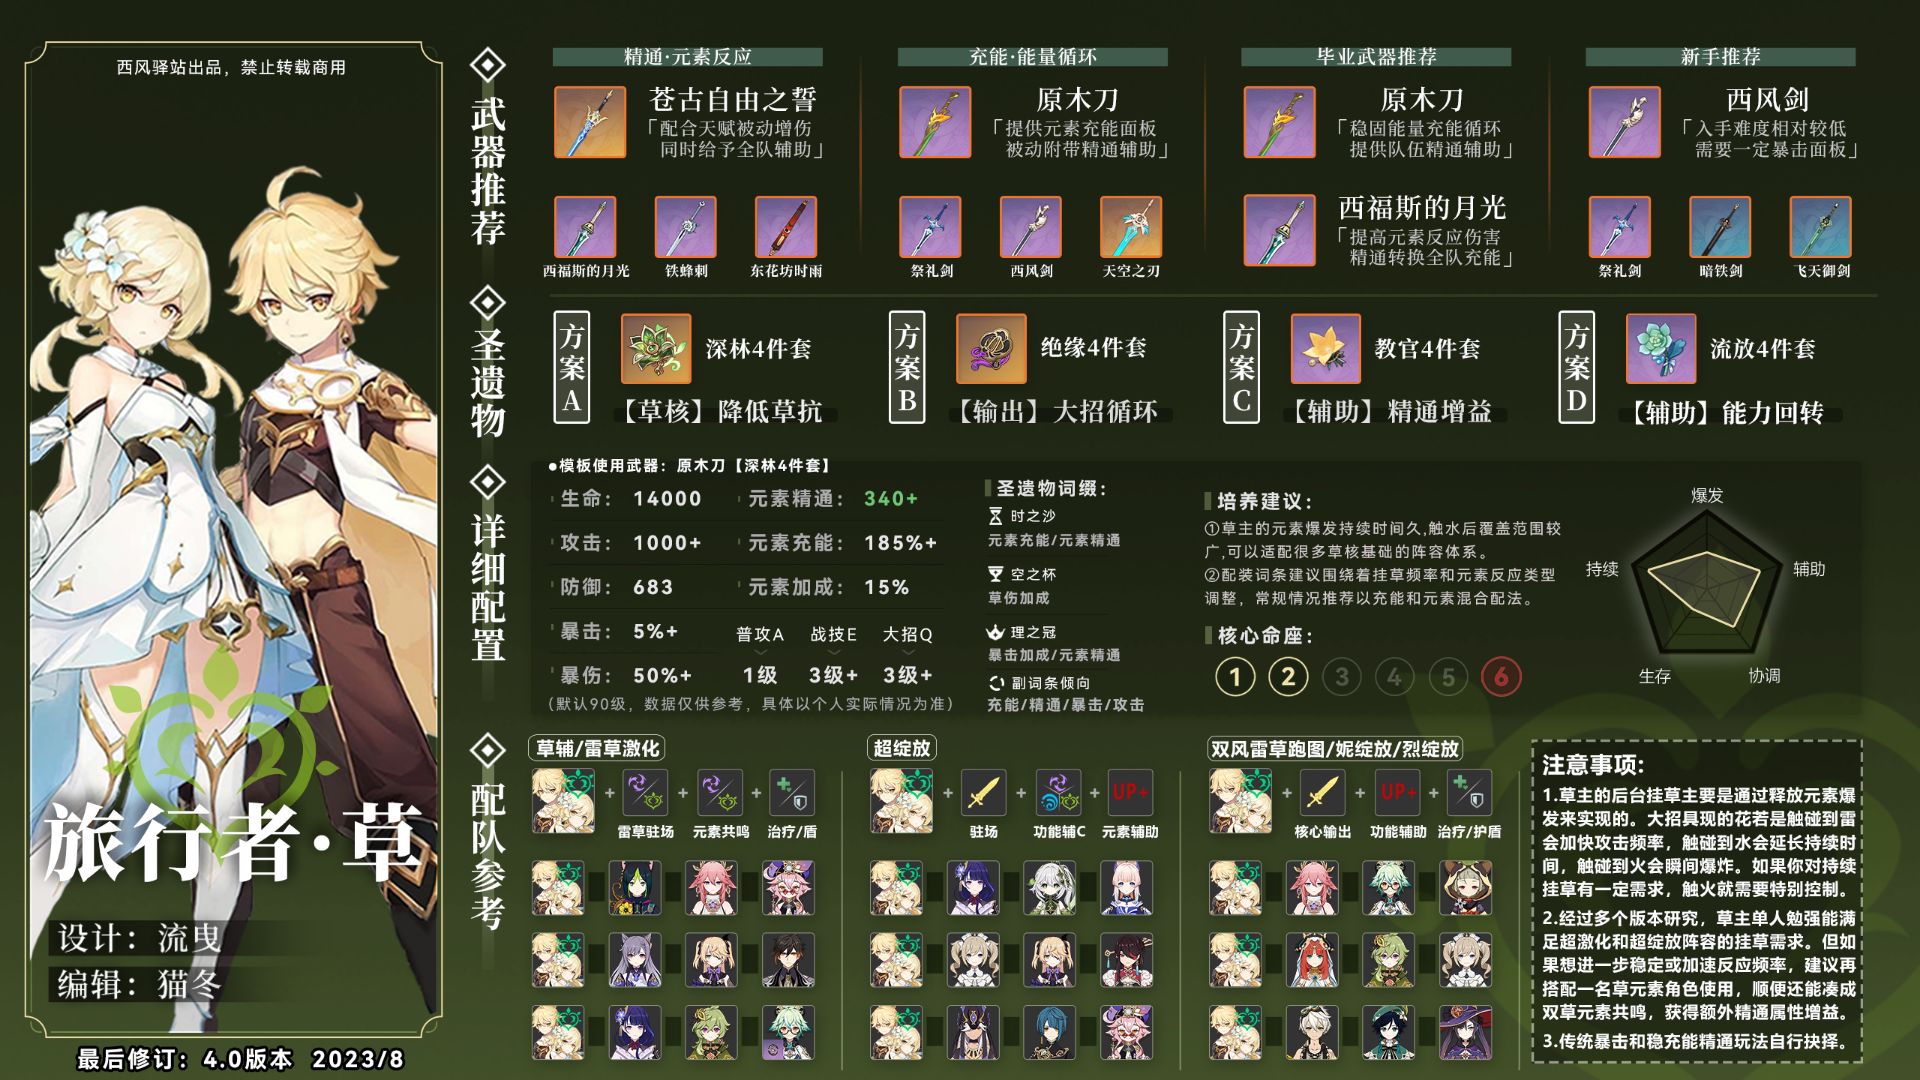 西风驿站出品，禁止转载商用
旅行者·草
设计：流曳
编辑：猫冬
最后修订：4.0版本 2023/8
武器推荐
精通·元素反应
苍古自由之誓
「配合天赋被动增伤
同时给予全队辅助」
西福斯的月光
铁蜂刺
东花坊时雨
充能·能量循环
原木刀
「提供元素充能面板
被动附带精通辅助」
祭礼剑
西风剑
天空之刃
毕业武器推荐
原木刀
「稳固能量充能循环
提供队伍精通辅助」
西福斯的月光
「提高元素反应伤害
精通转换全队充能」
新手推荐
西风剑
「入手难度相对较低
需要一定暴击面板」
祭礼剑
暗铁剑
飞天御剑
圣遗物
方案A
深林4件套
【草核】降低草抗
方案B
绝缘4件套
【输出】大招循环
方案C
教官4件套
【辅助】精通增益
方案D
流放4件套
【辅助】能力回转
详细配置
●模板使用武器：原木刀【深林4件套】
生命： 14000 元素精通： 340+
攻击： 1000+ 元素充能： 185%+
防御： 683 元素加成： 15%
暴击： 5%+
暴伤： 50%+
普攻A 战技E 大招Q
1级 3级+ 3级+
(默认90级，数据仅供参考，具体以个人实际情况为准)
圣遗物词缀：
时之沙
元素充能/元素精通
空之杯
草伤加成
理之冠
暴击加成/元素精通
副词条倾向
充能/精通/暴击/攻击
培养建议：
①草主的元素爆发持续时间久,触水后覆盖范围较
广,可以适配很多草核基础的阵容体系。
②配装词条建议围绕着挂草频率和元素反应类型
调整，常规情况推荐以充能和元素混合配法。
核心命座：
1 2 3 4 5 6
爆发
辅助
协调
生存
持续
配队参考
草辅/雷草激化
+ + +
雷草驻场 元素共鸣 治疗/盾
超绽放
+ + + UP+
驻场 功能辅C 元素辅助
双风雷草跑图/妮绽放/烈绽放
+ + UP+ +
核心输出 功能辅助 治疗/护盾
注意事项:
1.草主的后台挂草主要是通过释放元素爆
发来实现的。大招具现的花若是触碰到雷
会加快攻击频率，触碰到水会延长持续时
间，触碰到火会瞬间爆炸。如果你对持续
挂草有一定需求，触火就需要特别控制。
2.经过多个版本研究，草主单人勉强能满
足超激化和超绽放阵容的挂草需求。但如
果想进一步稳定或加速反应频率，建议再
搭配一名草元素角色使用，顺便还能凑成
双草元素共鸣，获得额外精通属性增益。
3.传统暴击和稳充能精通玩法自行抉择。